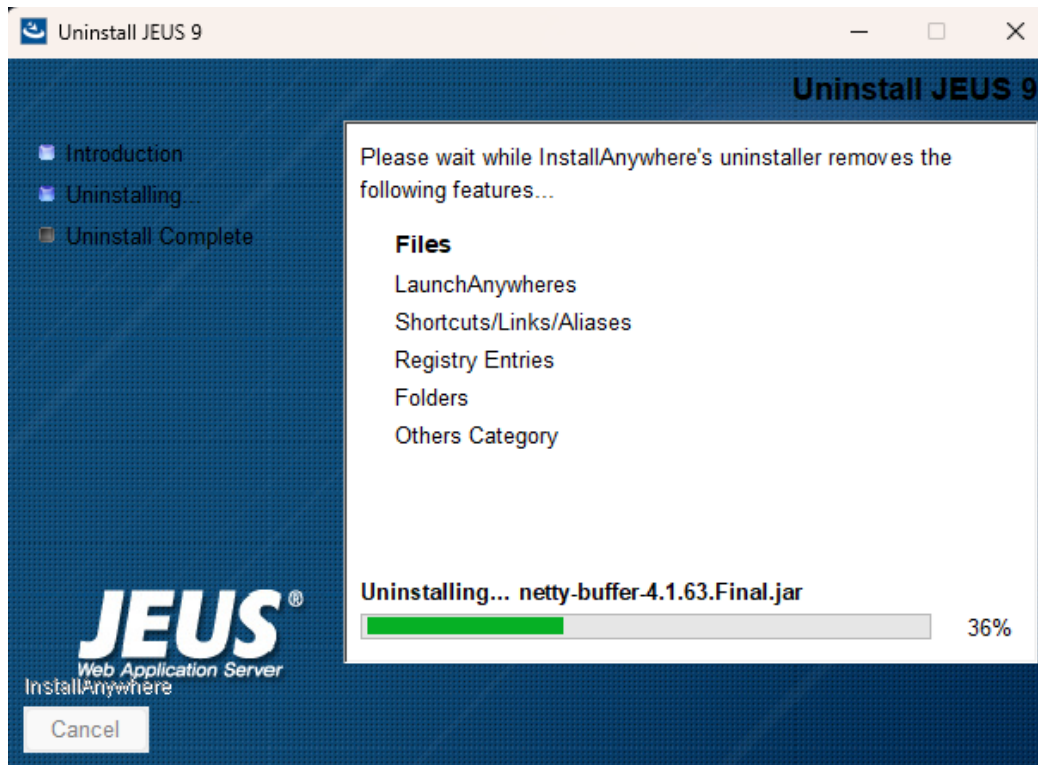 Uninstall JEUS 9
Uninstall JEUS 9
Introduction
Uninstalling...
Uninstall Complete
Please wait while InstallAnywhere's uninstaller removes the
following features...
Files
LaunchAnywheres
Shortcuts/Links/Aliases
Registry Entries
Folders
Others Category
Uninstalling... netty-buffer-4.1.63.Final.jar
36%
JEUS®
Web Application Server
InstallAnywhere
Cancel